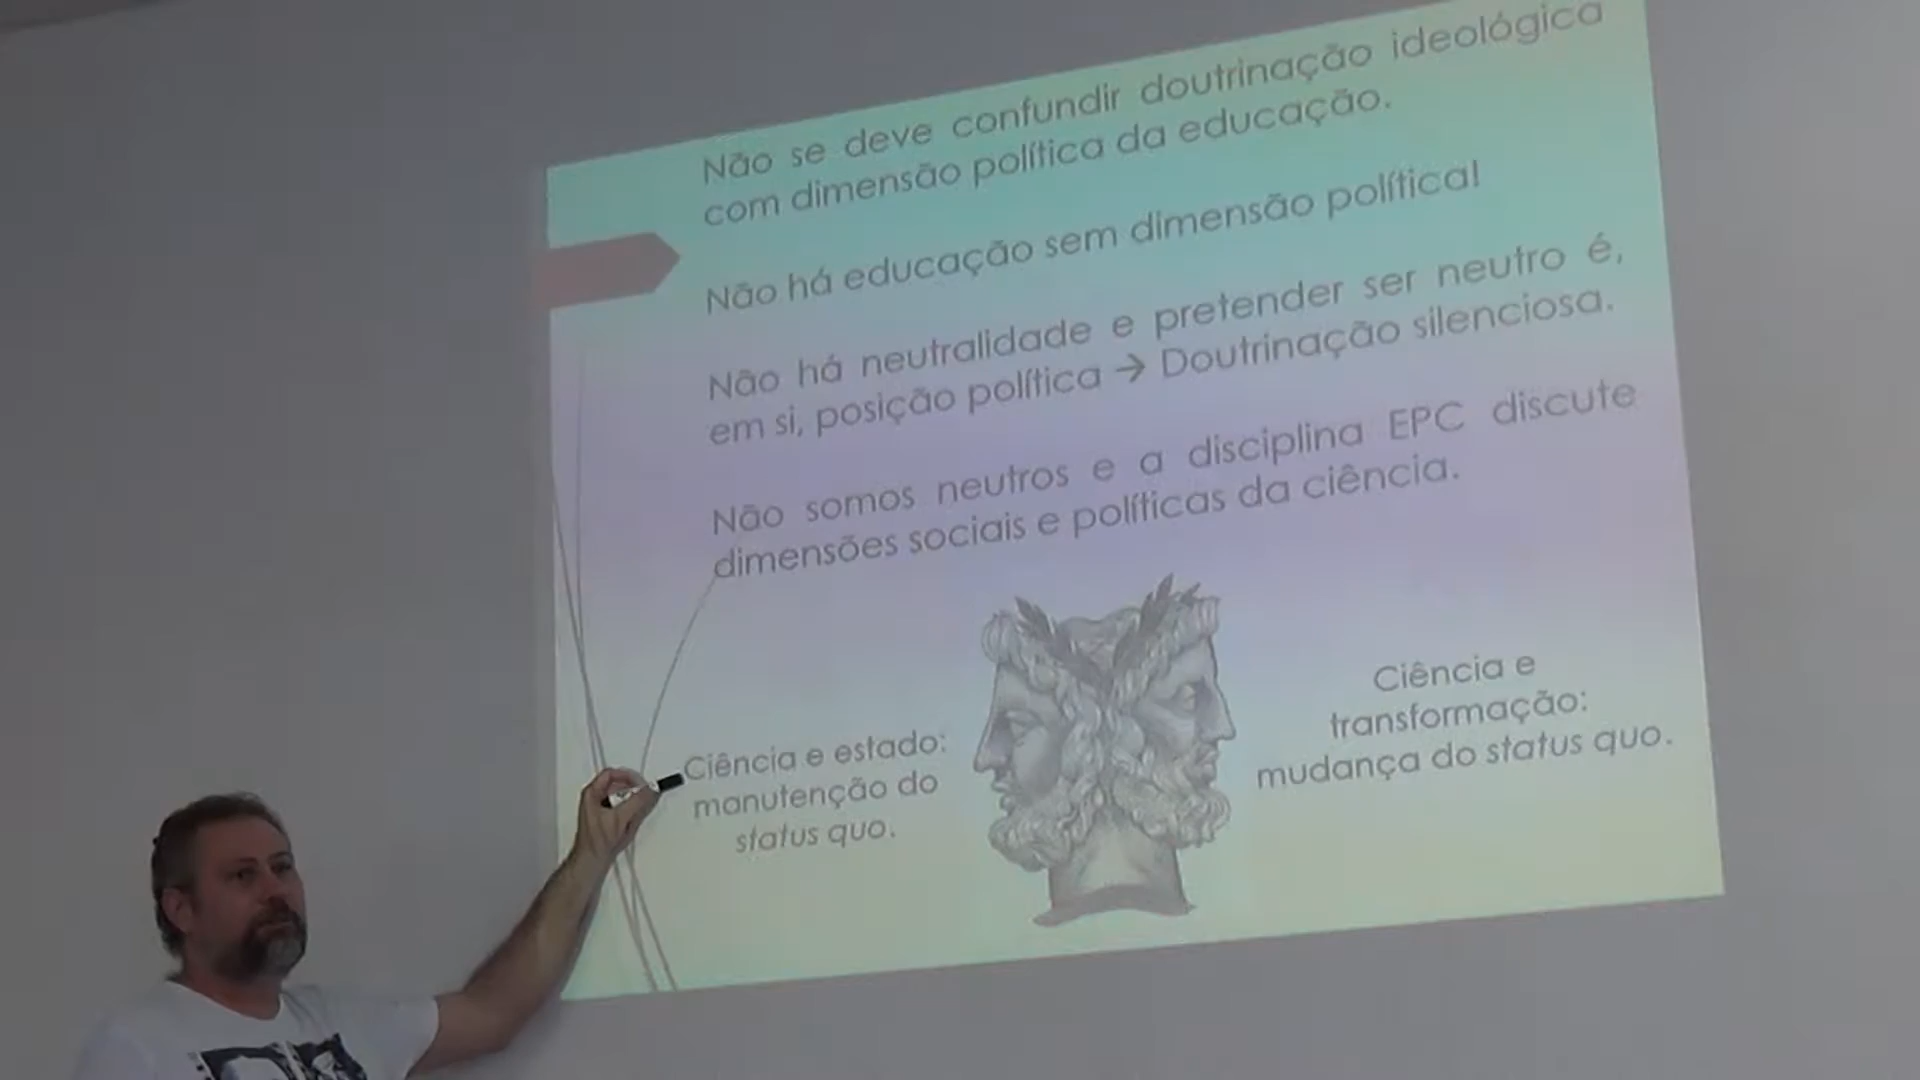 Não se deve confundir doutrinação ideológica
com dimensão política da educação.
Não há educação sem dimensão política!
Não há neutralidade e pretender ser neutro é,
em si, posição política → Doutrinação silenciosa.
Não somos neutros e a disciplina EPC discute
dimensões sociais e políticas da ciência.
Ciência e estado:
manutenção do
status quo.
Ciência e
transformação:
mudança do status quo.